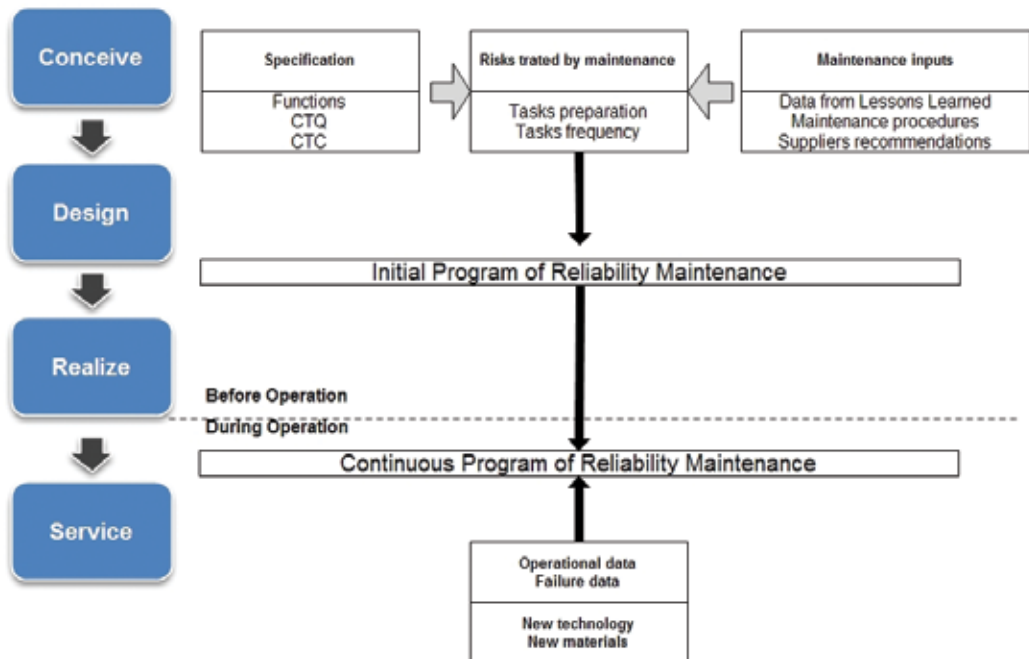 Conceive
Design
Realize
Service
Specification
Functions
CTQ
CTC
Risks trated by maintenance
Tasks preparation
Tasks frequency
Maintenance inputs
Data from Lessons Learned
Maintenance procedures
Suppliers recommendations
Initial Program of Reliability Maintenance
Before Operation
During Operation
Continuous Program of Reliability Maintenance
Operational data
Failure data
New technology
New materials